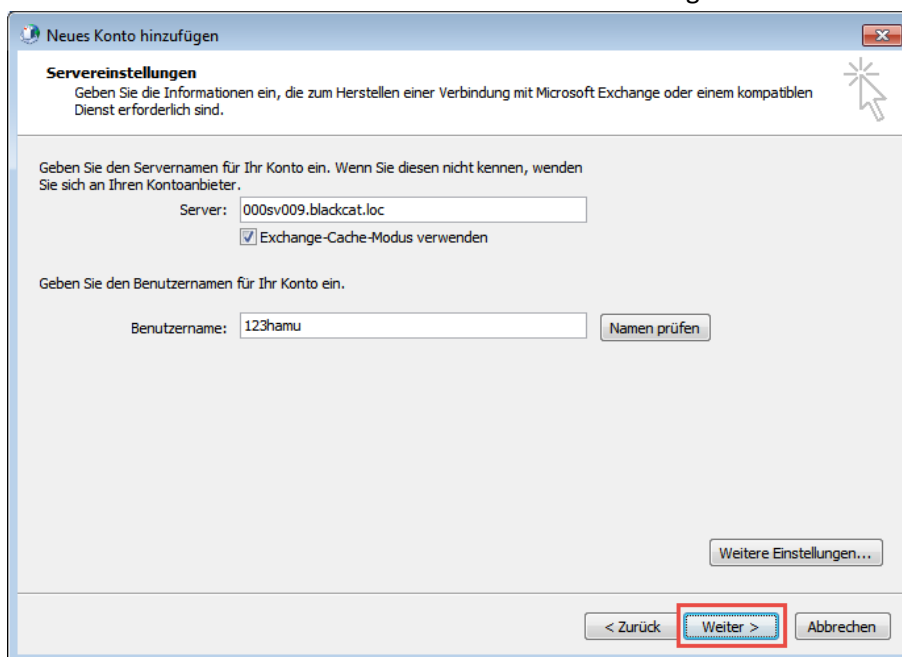 Neues Konto hinzufügen
Servereinstellungen
Geben Sie die Informationen ein, die zum Herstellen einer Verbindung mit Microsoft Exchange oder einem kompatiblen
Dienst erforderlich sind.
Geben Sie den Servernamen für Ihr Konto ein. Wenn Sie diesen nicht kennen, wenden
Sie sich an Ihren Kontoanbieter.
Server: 000sv009.blackcat.loc
Exchange-Cache-Modus verwenden
Geben Sie den Benutzernamen für Ihr Konto ein.
Benutzername: 123hamu Namen prüfen
Weitere Einstellungen...
< Zurück Weiter > Abbrechen